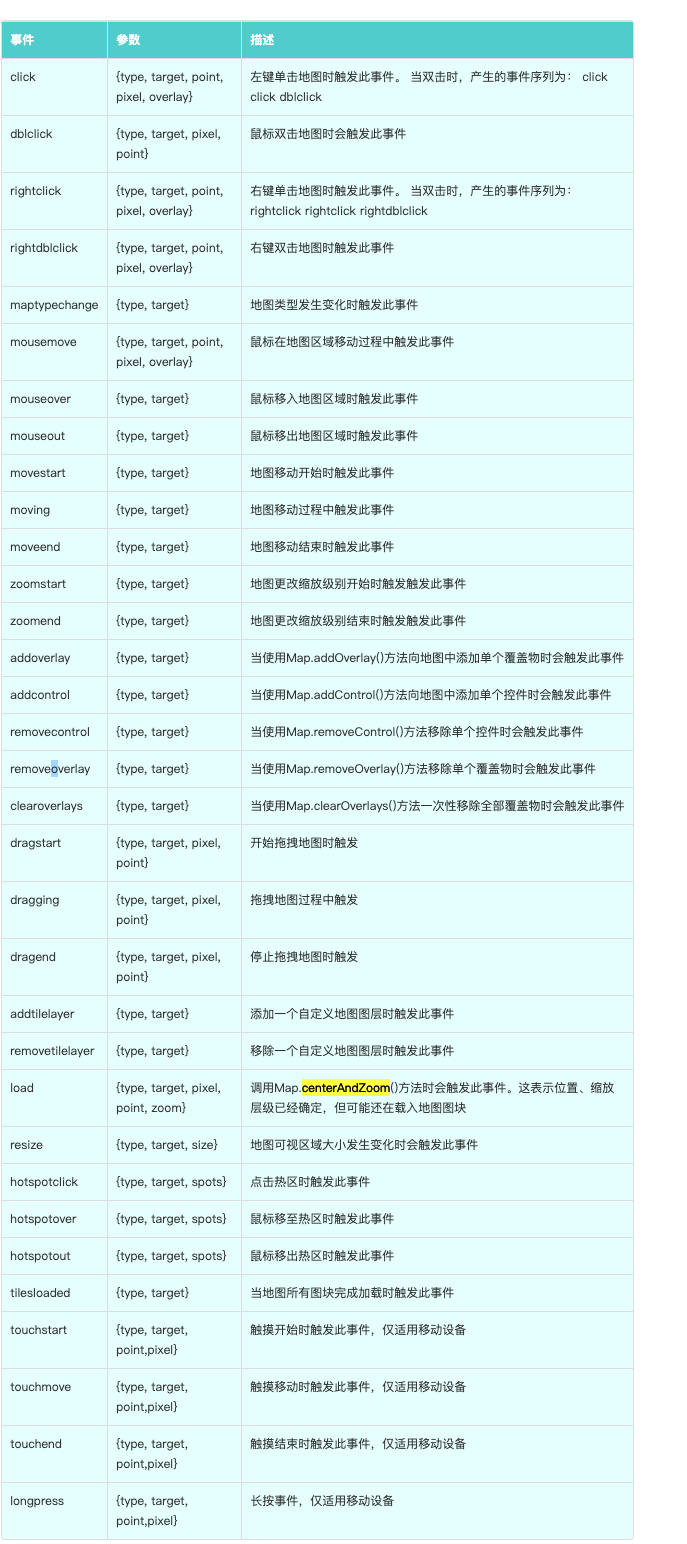 事件 参数 描述
click {type, target, point, 左键单击地图时触发此事件。 当双击时，产生的事件序列为： click
pixel, overlay} click dblclick
dblclick {type, target, pixel, 鼠标双击地图时会触发此事件
point}
rightclick {type, target, point, 右键单击地图时触发此事件。 当双击时，产生的事件序列为：
pixel, overlay} rightclick rightclick rightdblclick
rightdblclick {type, target, point, 右键双击地图时触发此事件
pixel, overlay}
maptypechange {type, target} 地图类型发生变化时触发此事件
mousemove {type, target, point, 鼠标在地图区域移动过程中触发此事件
pixel, overlay}
mouseover {type, target} 鼠标移入地图区域时触发此事件
mouseout {type, target} 鼠标移出地图区域时触发此事件
movestart {type, target} 地图移动开始时触发此事件
moving {type, target} 地图移动过程中触发此事件
moveend {type, target} 地图移动结束时触发此事件
zoomstart {type, target} 地图更改缩放级别开始时触发触发此事件
zoomend {type, target} 地图更改缩放级别结束时触发触发此事件
addoverlay {type, target} 当使用Map.addOverlay()方法向地图中添加单个覆盖物时会触发此事件
addcontrol {type, target} 当使用Map.addControl()方法向地图中添加单个控件时会触发此事件
removecontrol {type, target} 当使用Map.removeControl()方法移除单个控件时会触发此事件
removeoverlay {type, target} 当使用Map.removeOverlay()方法移除单个覆盖物时会触发此事件
clearoverlays {type, target} 当使用Map.clearOverlays()方法一次性移除全部覆盖物时会触发此事件
dragstart {type, target, pixel, 开始拖拽地图时触发
point}
dragging {type, target, pixel, 拖拽地图过程中触发
point}
dragend {type, target, pixel, 停止拖拽地图时触发
point}
addtilelayer {type, target} 添加一个自定义地图图层时触发此事件
removetilelayer {type, target} 移除一个自定义地图图层时触发此事件
load {type, target, pixel, 调用Map.centerAndZoom()方法时会触发此事件。这表示位置、缩放
point, zoom} 层级已经确定，但可能还在载入地图图块
resize {type, target, size} 地图可视区域大小发生变化时会触发此事件
hotspotclick {type, target, spots} 点击热区时触发此事件
hotspotover {type, target, spots} 鼠标移至热区时触发此事件
hotspotout {type, target, spots} 鼠标移出热区时触发此事件
tilesloaded {type, target} 当地图所有图块完成加载时触发此事件
touchstart {type, target, 触摸开始时触发此事件，仅适用移动设备
point,pixel}
touchmove {type, target, 触摸移动时触发此事件，仅适用移动设备
point,pixel}
touchend {type, target, 触摸结束时触发此事件，仅适用移动设备
point,pixel}
longpress {type, target, 长按事件，仅适用移动设备
point,pixel}